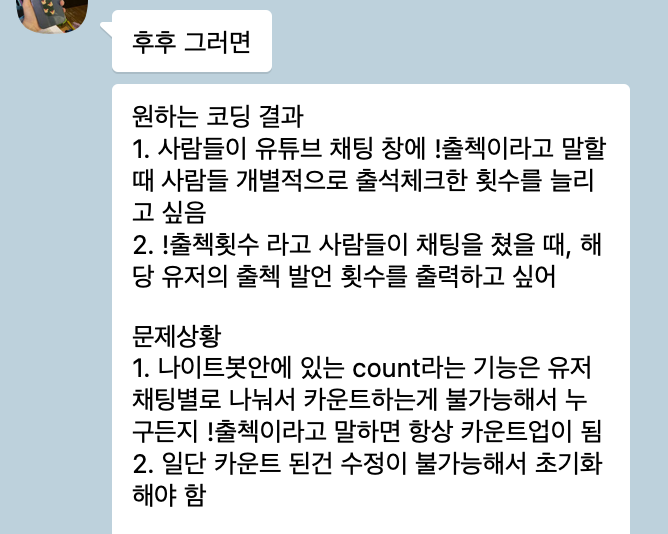 후후 그러면
원하는 코딩 결과
1. 사람들이 유튜브 채팅 창에 !출첵이라고 말할
때 사람들 개별적으로 출석체크한 횟수를 늘리
고 싶음
2. !출첵횟수 라고 사람들이 채팅을 쳤을 때, 해
당 유저의 출첵 발언 횟수를 출력하고 싶어
문제상황
1. 나이트봇안에 있는 count라는 기능은 유저
채팅별로 나눠서 카운트하는게 불가능해서 누
구든지 !출첵이라고 말하면 항상 카운트업이 됨
2. 일단 카운트 된건 수정이 불가능해서 초기화
해야 함